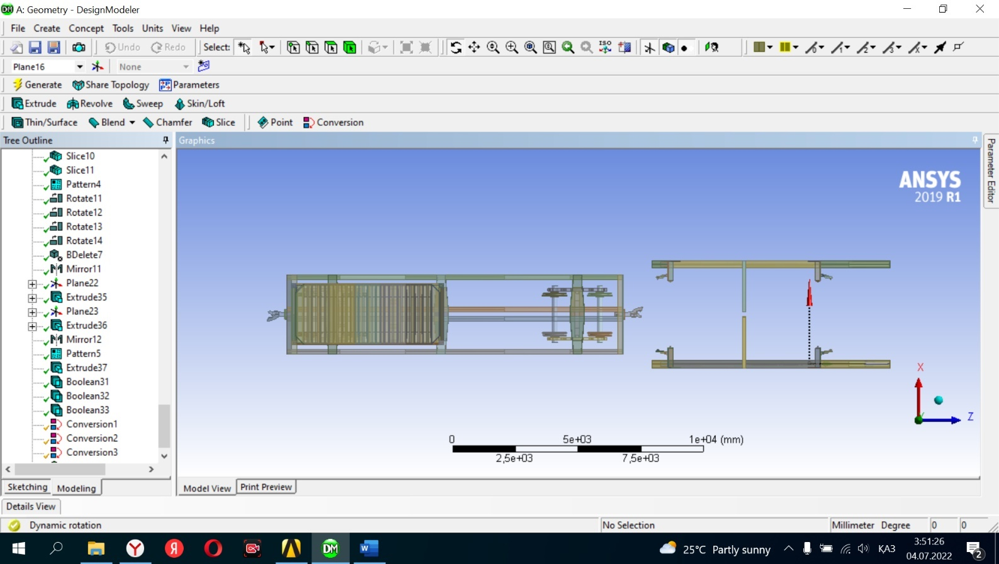 A: Geometry - DesignModeler
File Create Concept Tools Units View Help
Undo Redo Select: ISO
Plane16 None
Generate Share Topology Parameters
Extrude Revolve Sweep Skin/Loft
Thin/Surface Blend Chamfer Slice Point Conversion
Tree Outline
Slice10
Slice11
Pattern4
Rotate11
Rotate12
Rotate13
Rotate14
BDelete7
Mirror11
Plane22
Extrude35
Plane23
Extrude36
Mirror12
Pattern5
Extrude37
Boolean31
Boolean32
Boolean33
Conversion1
Conversion2
Conversion3
Sketching Modeling
Details View
Graphics
ANSYS
2019 R1
X
Z
0 5e+03 1e+04 (mm)
2,5e+03 7,5e+03
Model View Print Preview
Parameter Editor
Dynamic rotation No Selection Millimeter Degree 0 0
25°C Partly sunny ҚАЗ
3:51:26
04.07.2022
2